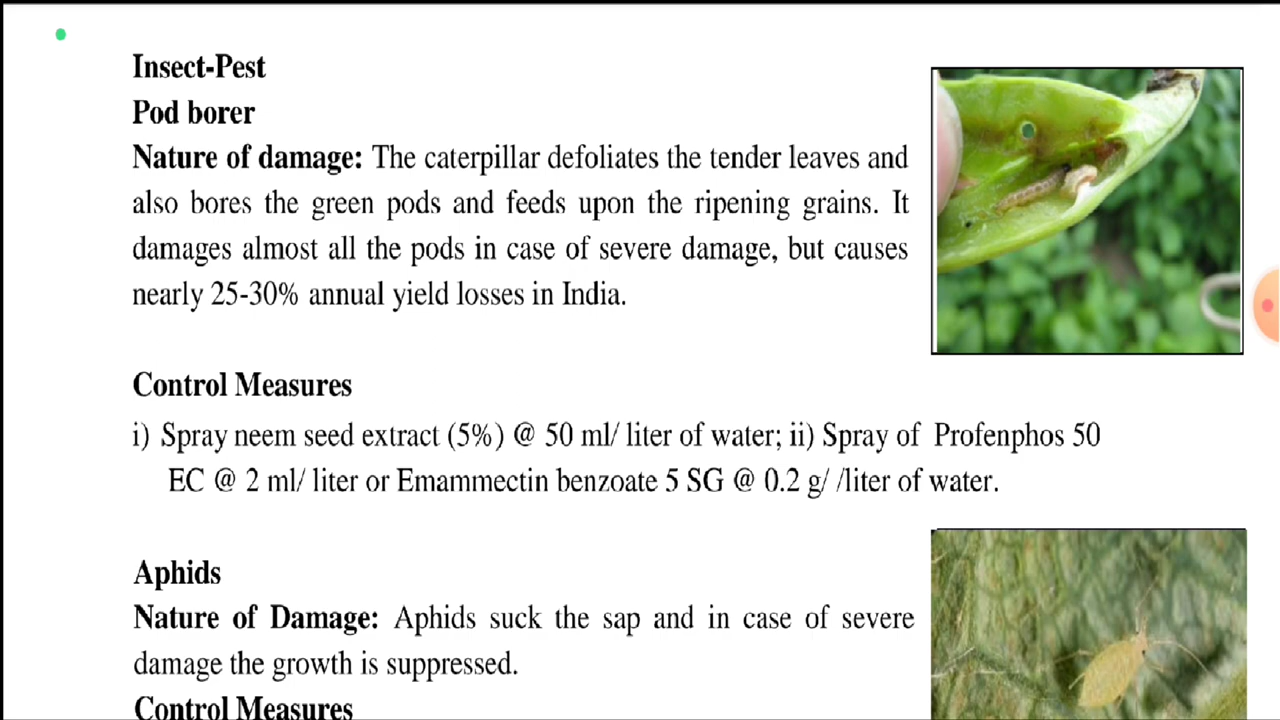 Insect-Pest
Pod borer
Nature of damage: The caterpillar defoliates the tender leaves and
also bores the green pods and feeds upon the ripening grains. It
damages almost all the pods in case of severe damage, but causes
nearly 25-30% annual yield losses in India.
Control Measures
i) Spray neem seed extract (5%) @ 50 ml/ liter of water; ii) Spray of Profenphos 50
EC @ 2 ml/ liter or Emammectin benzoate 5 SG @ 0.2 g/ /liter of water.
Aphids
Nature of Damage: Aphids suck the sap and in case of severe
damage the growth is suppressed.
Control Measures